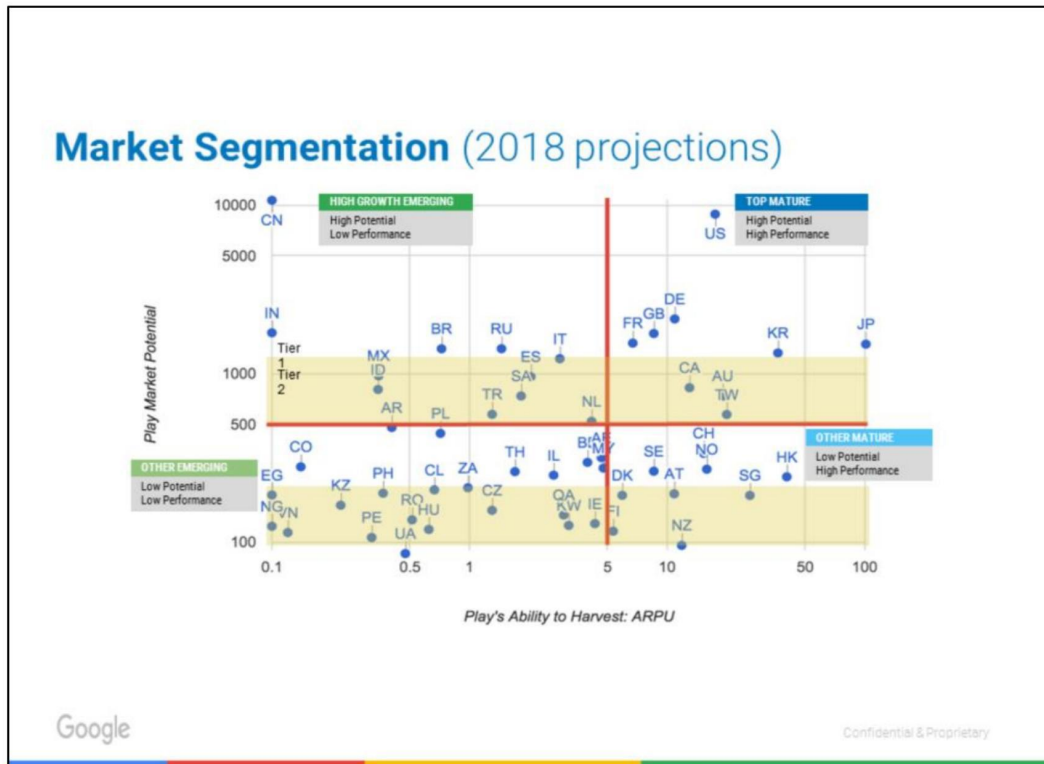 Market Segmentation (2018 projections)
10000
5000
1000
500
100
Play Market Potential
HIGH GROWTH EMERGING
High Potential
Low Performance
TOP MATURE
High Potential
High Performance
OTHER EMERGING
Low Potential
Low Performance
OTHER MATURE
Low Potential
High Performance
CN
US
IN
BR
RU
IT
FR
GB
DE
KR
JP
Tier
1
Tier
2
MX
ID
ES
SA
CA
AU
TW
AR
PL
TR
NL
CO
TH
IL
MY
SE
CH
NO
HK
EG
KZ
PH
CL
ZA
CZ
QA
KW
IE
DK
AT
SG
NG
VN
PE
RO
HU
UA
FI
NZ
0.1
0.5
1
5
10
50
100
Play's Ability to Harvest: ARPU
Google
Confidential & Proprietary